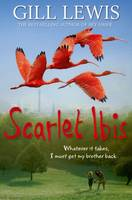 GILL LEWIS
THE BESTSELLING AUTHOR OF SKY HAWK
Scarlet Ibis
Whatever it takes,
I must get my brother back.